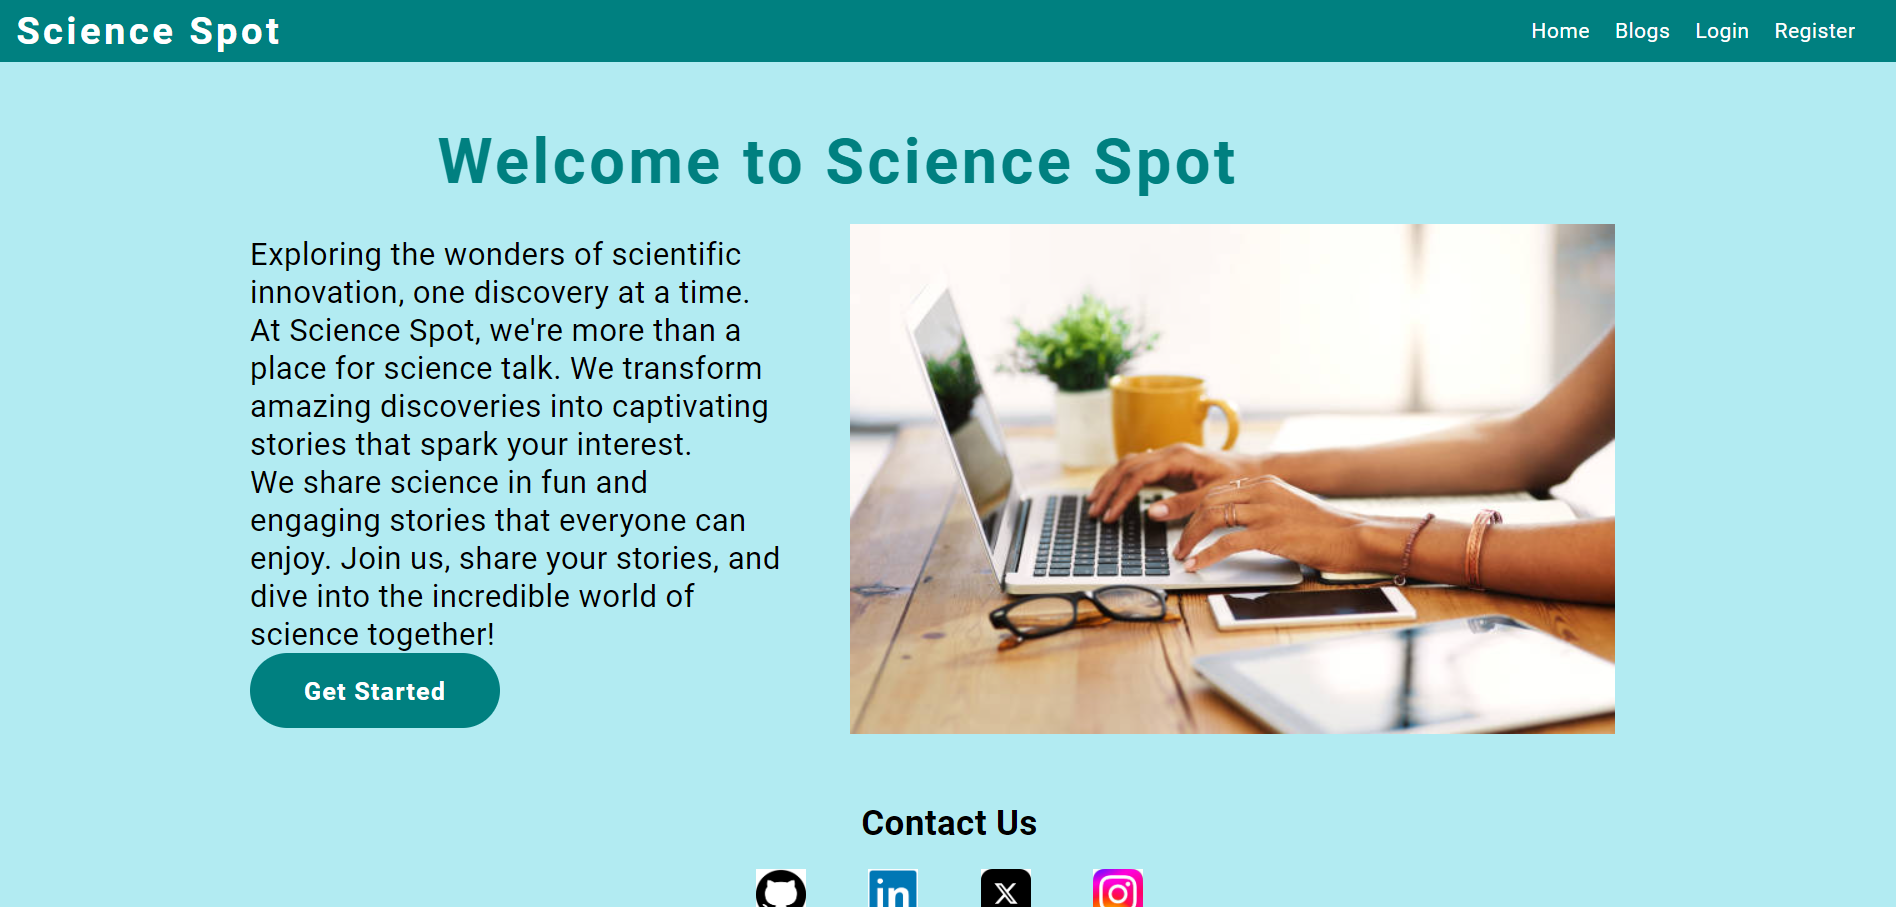 Science Spot
Home Blogs Login Register
Welcome to Science Spot
Exploring the wonders of scientific
innovation, one discovery at a time.
At Science Spot, we're more than a
place for science talk. We transform
amazing discoveries into captivating
stories that spark your interest.
We share science in fun and
engaging stories that everyone can
enjoy. Join us, share your stories, and
dive into the incredible world of
science together!
Get Started
Contact Us
in
X